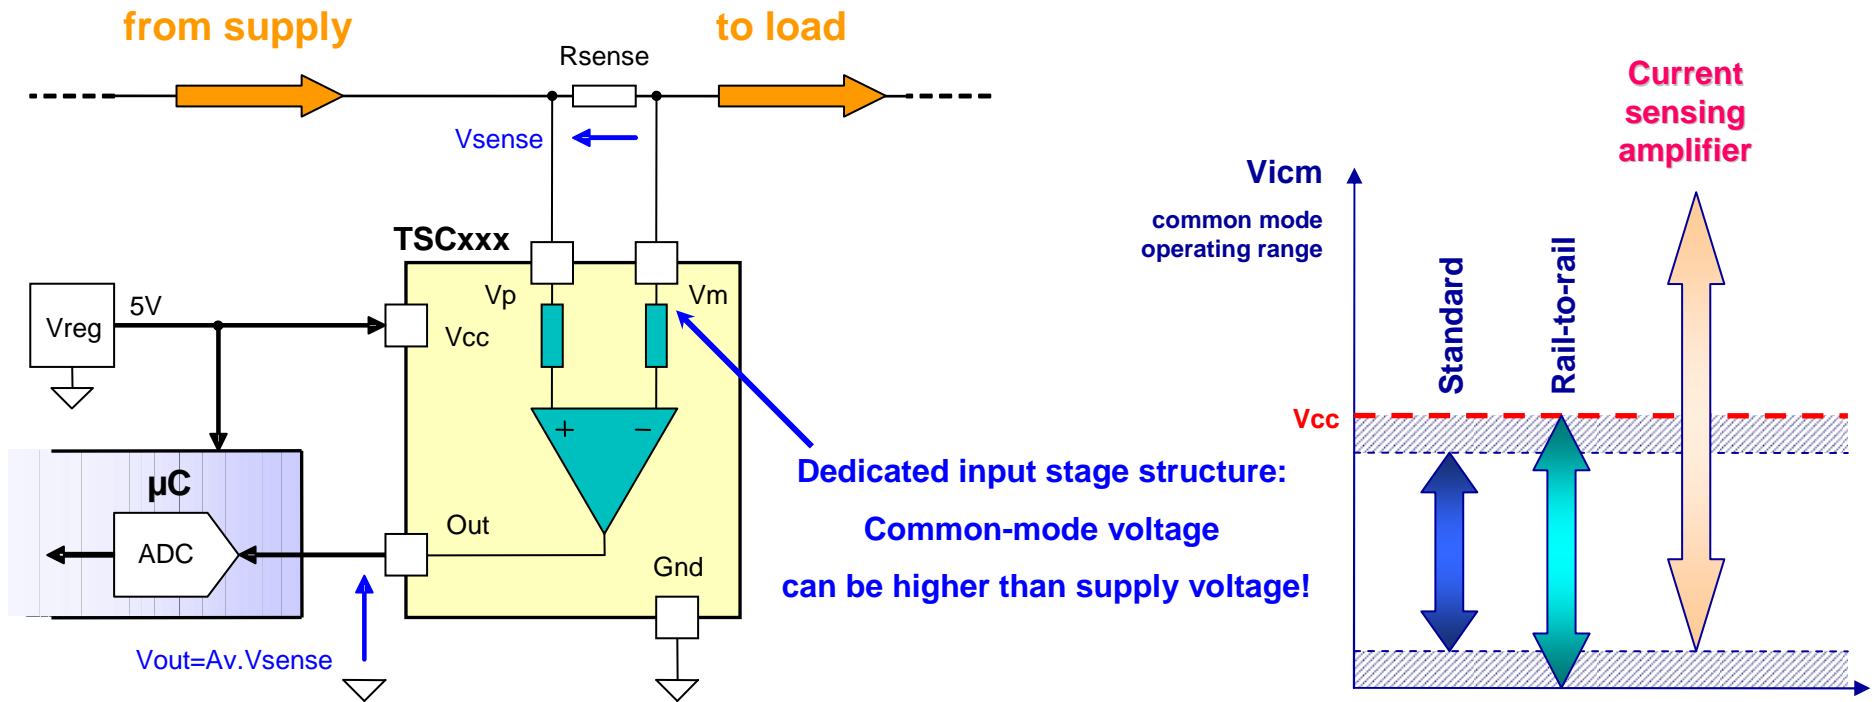 from supply
to load
Rsense
Vsense
TSCxxx
Vp
Vm
Vreg
5V
Vcc
+
−
µC
ADC
Out
Gnd
Vout=Av.Vsense
Dedicated input stage structure:
Common-mode voltage
can be higher than supply voltage!
Current
sensing
amplifier
Vicm
common mode
operating range
Standard
Rail-to-rail
Vcc